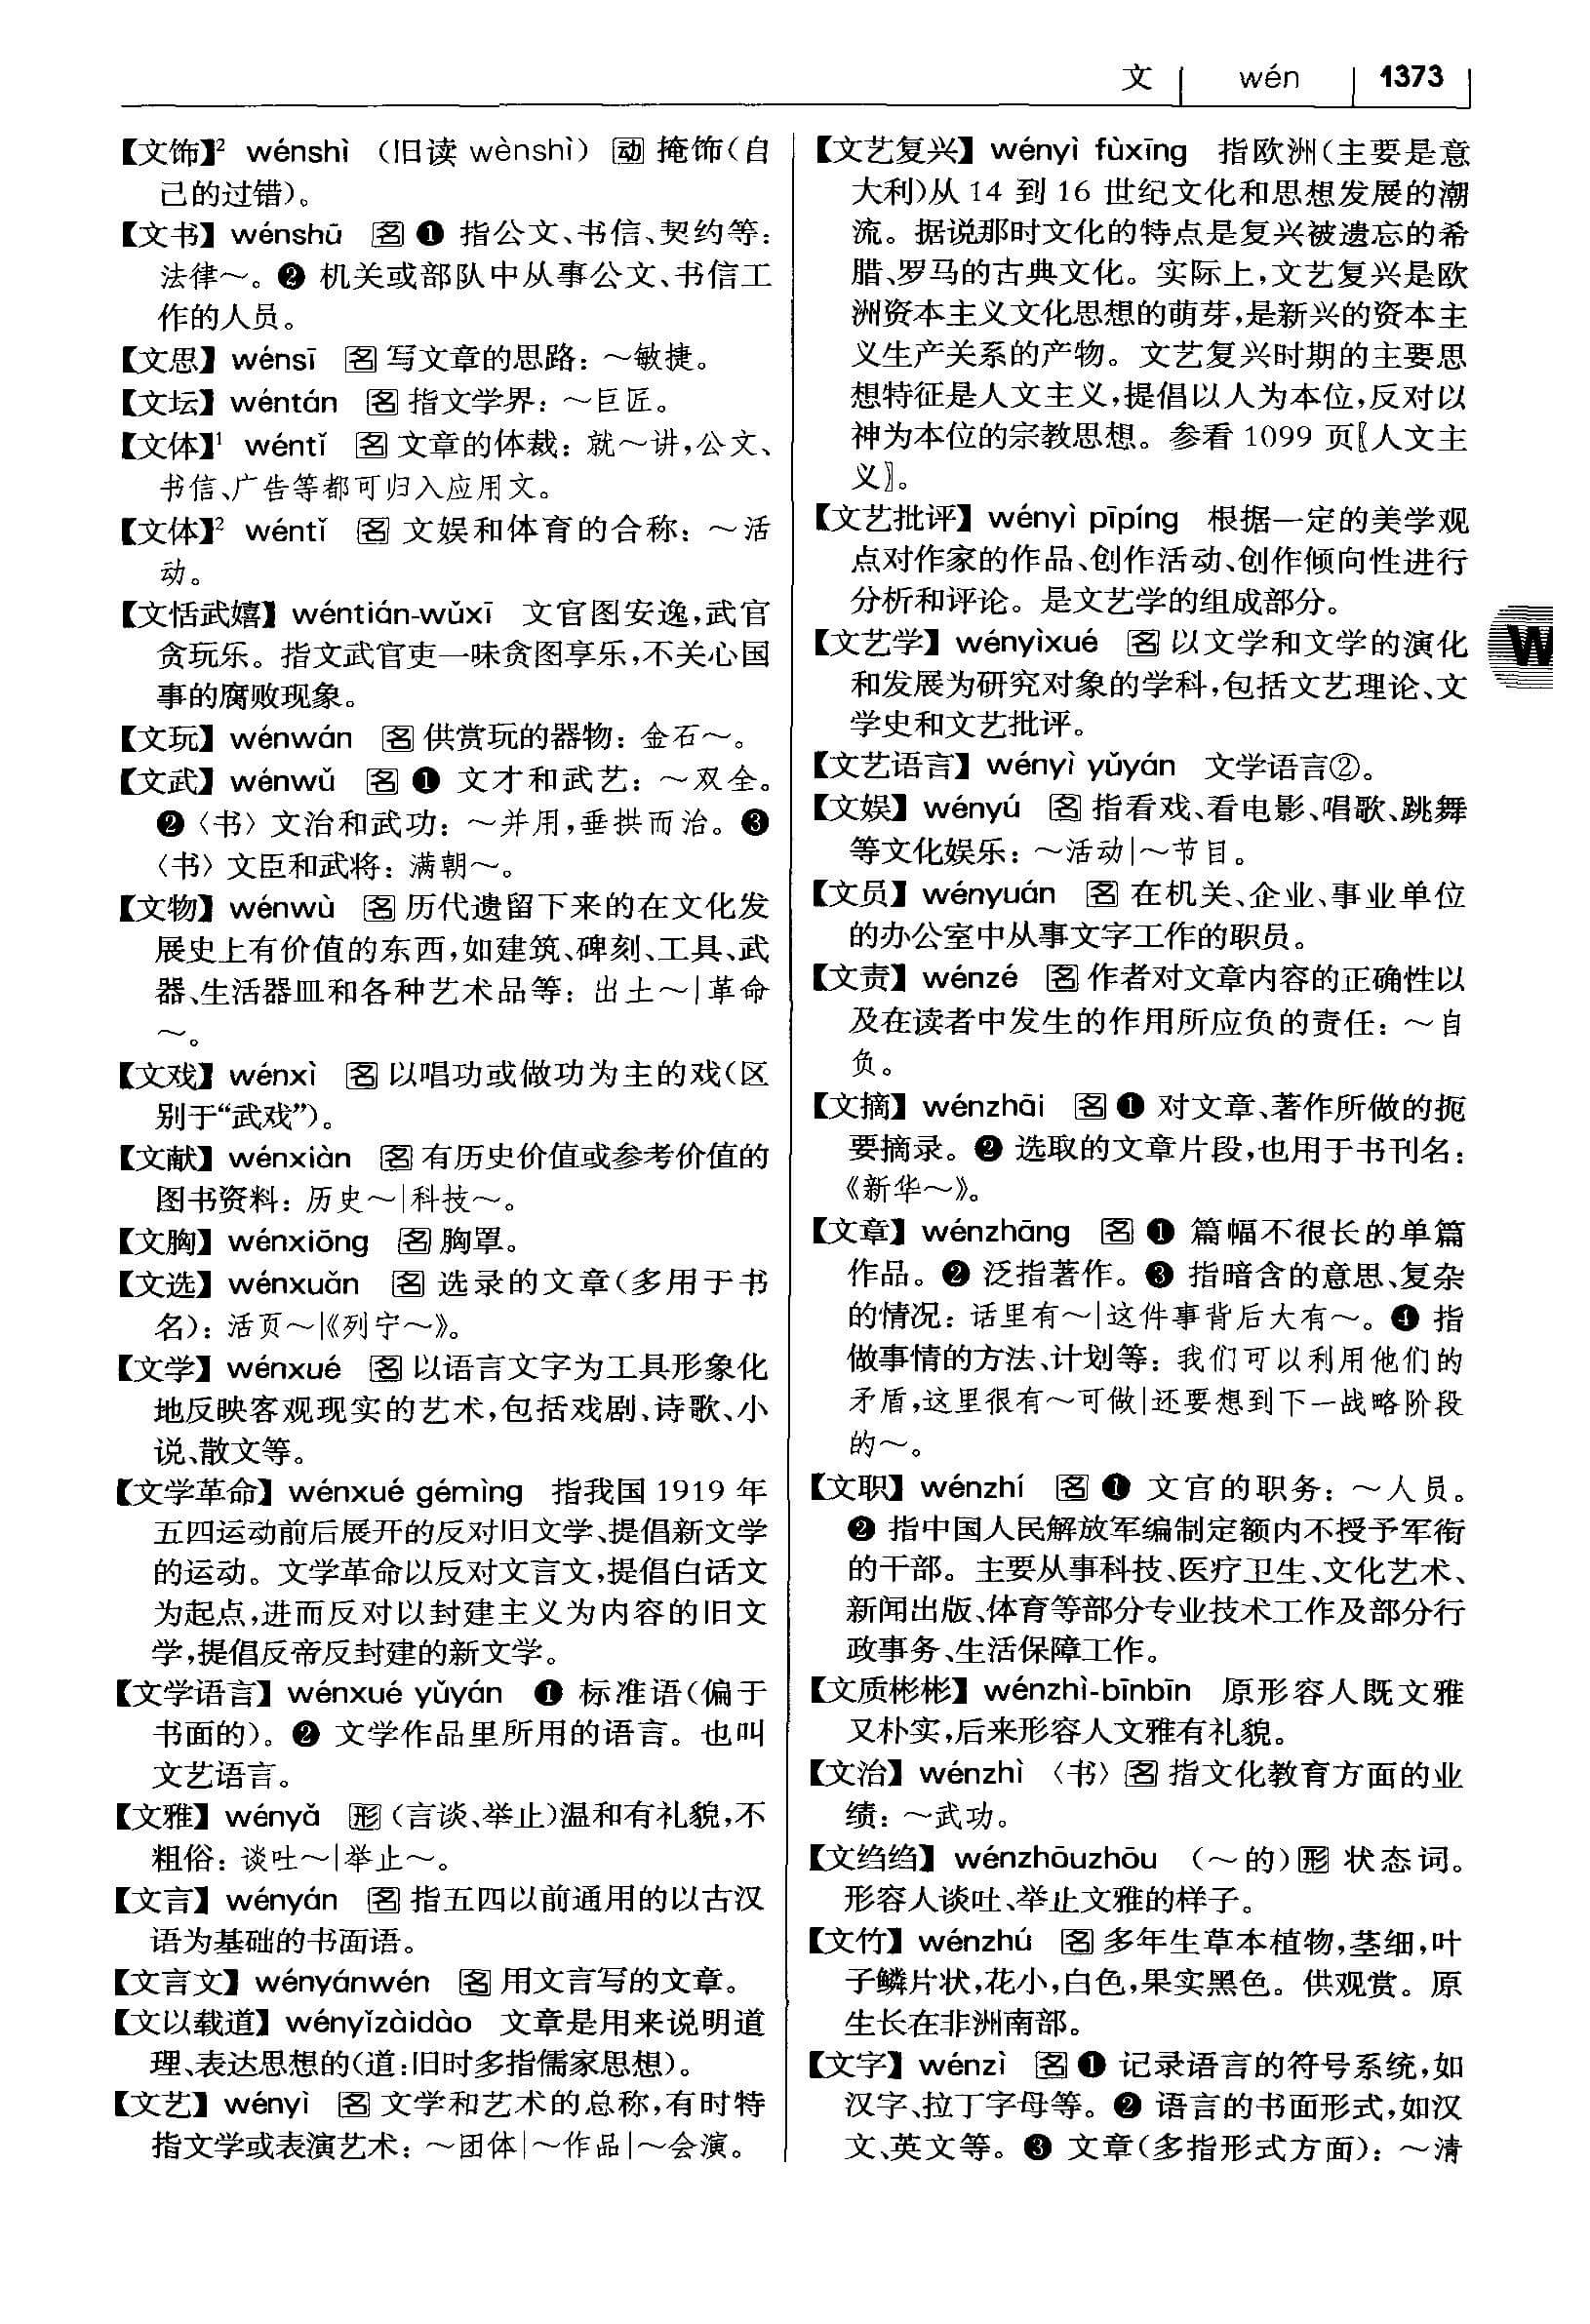 文 wén 1373
【文饰】² wénshì （旧读 wènshì） 动 掩饰（自
己的过错）。
【文书】 wénshū 名 ❶ 指公文、书信、契约等：
法律～。❷ 机关或部队中从事公文、书信工
作的人员。
【文思】 wénsī 名 写文章的思路：～敏捷。
【文坛】 wéntán 名 指文学界：～巨匠。
【文体】¹ wéntǐ 名 文章的体裁：就～讲，公文、
书信、广告等都可归入应用文。
【文体】² wéntǐ 名 文娱和体育的合称：～活
动。
【文恬武嬉】 wéntián-wǔxī 文官图安逸，武官
贪玩乐。指文武官吏一味贪图享乐，不关心国
事的腐败现象。
【文玩】 wénwán 名 供赏玩的器物：金石～。
【文武】 wénwǔ 名 ❶ 文才和武艺：～双全。
❷〈书〉文治和武功：～并用，垂拱而治。❸
〈书〉文臣和武将：满朝～。
【文物】 wénwù 名 历代遗留下来的在文化发
展史上有价值的东西，如建筑、碑刻、工具、武
器、生活器皿和各种艺术品等：出土～|革命
～。
【文戏】 wénxì 名 以唱功或做功为主的戏（区
别于“武戏”）。
【文献】 wénxiàn 名 有历史价值或参考价值的
图书资料：历史～|科技～。
【文胸】 wénxiōng 名 胸罩。
【文选】 wénxuǎn 名 选录的文章（多用于书
名）：活页～|《列宁～》。
【文学】 wénxué 名 以语言文字为工具形象化
地反映客观现实的艺术，包括戏剧、诗歌、小
说、散文等。
【文学革命】 wénxué gémìng 指我国1919年
五四运动前后展开的反对旧文学、提倡新文学
的运动。文学革命以反对文言文，提倡白话文
为起点，进而反对以封建主义为内容的旧文
学，提倡反帝反封建的新文学。
【文学语言】 wénxué yǔyán ❶ 标准语（偏于
书面的）。❷ 文学作品里所用的语言。也叫
文艺语言。
【文雅】 wényǎ 形 （言谈、举止）温和有礼貌，不
粗俗：谈吐～|举止～。
【文言】 wényán 名 指五四以前通用的以古汉
语为基础的书面语。
【文言文】 wényánwén 名 用文言写的文章。
【文以载道】 wényǐzàidào 文章是用来说明道
理、表达思想的（道：旧时多指儒家思想）。
【文艺】 wényì 名 文学和艺术的总称，有时特
指文学或表演艺术：～团体|～作品|～会演。
【文艺复兴】 wényì fùxīng 指欧洲（主要是意
大利）从14到16世纪文化和思想发展的潮
流。据说那时文化的特点是复兴被遗忘的希
腊、罗马的古典文化。实际上，文艺复兴是欧
洲资本主义文化思想的萌芽，是新兴的资本主
义生产关系的产物。文艺复兴时期的主要思
想特征是人文主义，提倡以人为本位，反对以
神为本位的宗教思想。参看1099页〖人文主
义〗。
【文艺批评】 wényì pīpíng 根据一定的美学观
点对作家的作品、创作活动、创作倾向性进行
分析和评论。是文艺学的组成部分。
【文艺学】 wényìxué 名 以文学和文学的演化
和发展为研究对象的学科，包括文艺理论、文
学史和文艺批评。
【文艺语言】 wényì yǔyán 文学语言②。
【文娱】 wényú 名 指看戏、看电影、唱歌、跳舞
等文化娱乐：～活动|～节目。
【文员】 wényuán 名 在机关、企业、事业单位
的办公室中从事文字工作的职员。
【文责】 wénzé 名 作者对文章内容的正确性以
及在读者中发生的作用所应负的责任：～自
负。
【文摘】 wénzhāi 名 ❶ 对文章、著作所做的扼
要摘录。❷ 选取的文章片段，也用于书刊名：
《新华～》。
【文章】 wénzhāng 名 ❶ 篇幅不很长的单篇
作品。❷ 泛指著作。❸ 指暗含的意思、复杂
的情况：话里有～|这件事背后大有～。❹ 指
做事情的方法、计划等：我们可以利用他们的
矛盾，这里很有～可做|还要想到下一战略阶段
的～。
【文职】 wénzhí 名 ❶ 文官的职务：～人员。
❷ 指中国人民解放军编制定额内不授予军衔
的干部。主要从事科技、医疗卫生、文化艺术、
新闻出版、体育等部分专业技术工作及部分行
政事务、生活保障工作。
【文质彬彬】 wénzhì-bīnbīn 原形容人既文雅
又朴实，后来形容人文雅有礼貌。
【文治】 wénzhì 〈书〉名 指文化教育方面的业
绩：～武功。
【文绉绉】 wénzhōuzhōu （～的）形 状态词。
形容人谈吐、举止文雅的样子。
【文竹】 wénzhú 名 多年生草本植物，茎细，叶
子鳞片状，花小，白色，果实黑色。供观赏。原
生长在非洲南部。
【文字】 wénzì 名 ❶ 记录语言的符号系统，如
汉字、拉丁字母等。❷ 语言的书面形式，如汉
文、英文等。❸ 文章（多指形式方面）：～清
W